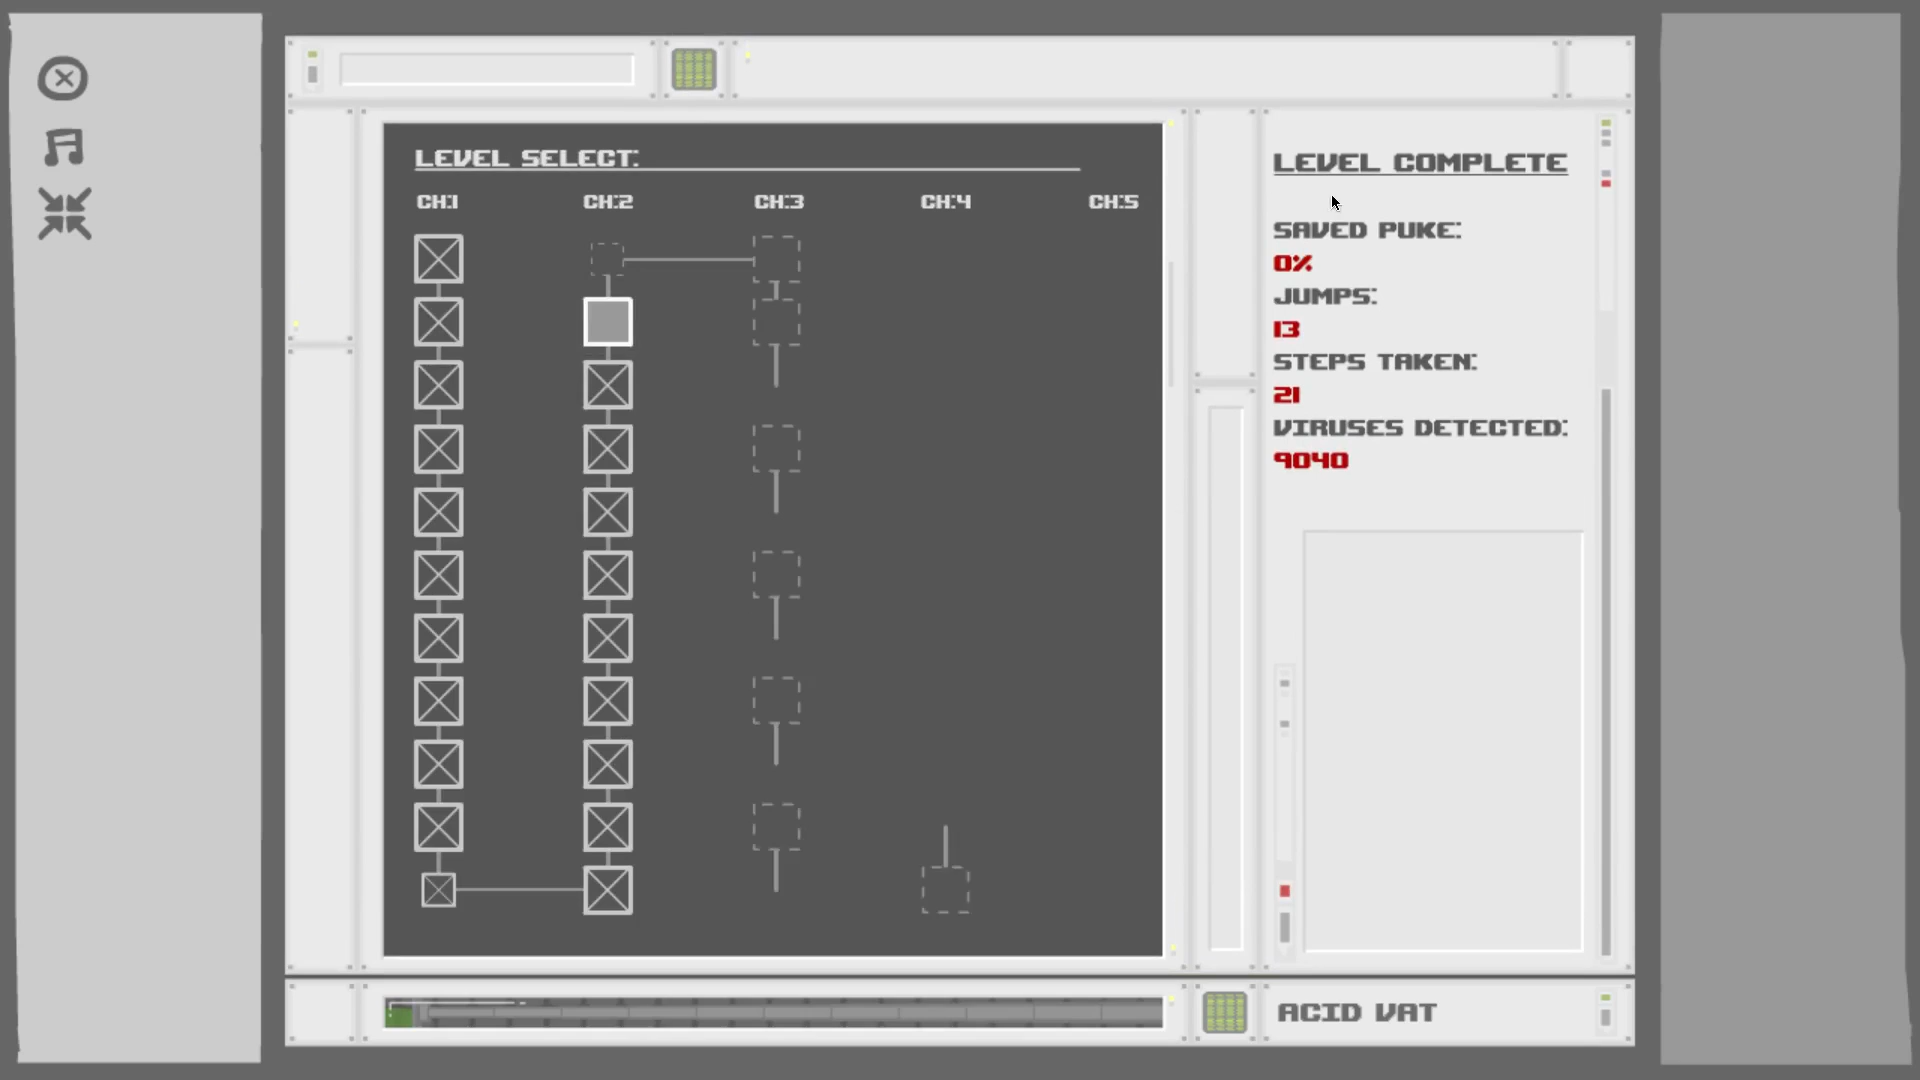 LEVEL SELECT:
CH:1 CH:2 CH:3 CH:4 CH:5
LEVEL COMPLETE
SAVED PUKE:
0%
JUMPS:
13
STEPS TAKEN:
21
VIRUSES DETECTED:
9040
ACID VAT